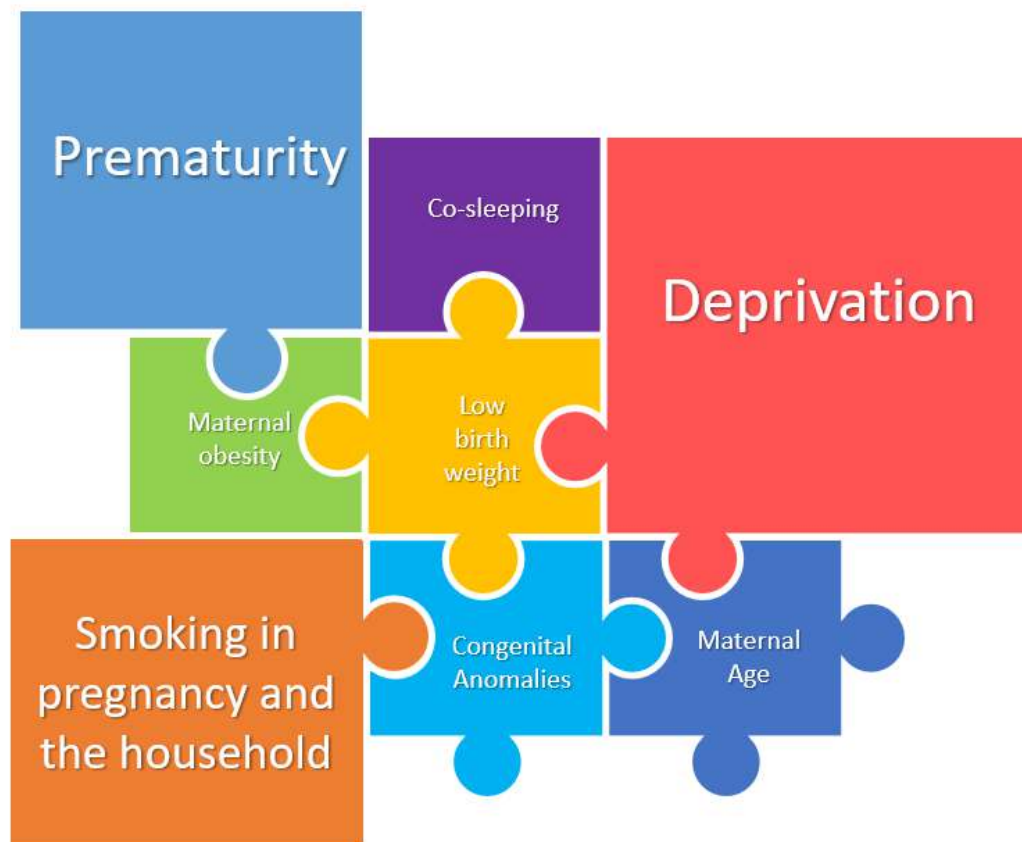 Prematurity
Co-sleeping
Deprivation
Maternal
obesity
Low
birth
weight
Smoking in
pregnancy and
the household
Congenital
Anomalies
Maternal
Age